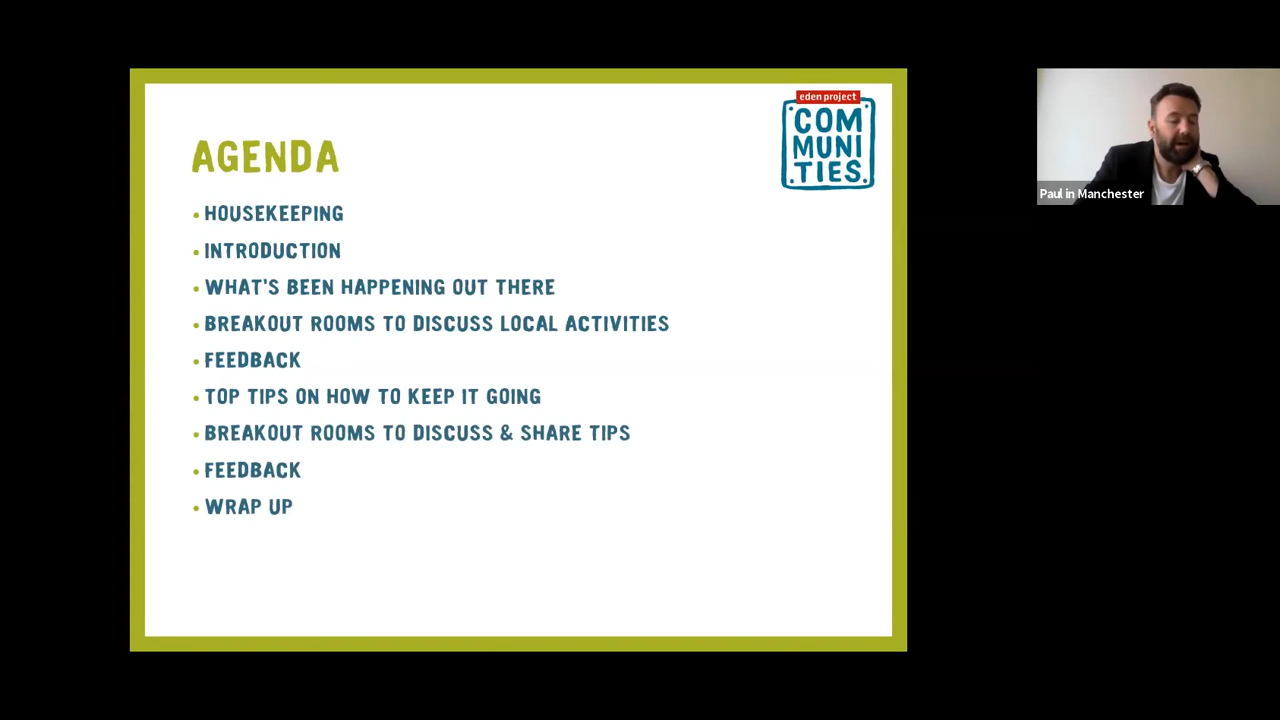 eden project
COM
MUNI
TIES
AGENDA
• HOUSEKEEPING
• INTRODUCTION
• WHAT'S BEEN HAPPENING OUT THERE
• BREAKOUT ROOMS TO DISCUSS LOCAL ACTIVITIES
• FEEDBACK
• TOP TIPS ON HOW TO KEEP IT GOING
• BREAKOUT ROOMS TO DISCUSS & SHARE TIPS
• FEEDBACK
• WRAP UP
Paul in Manchester